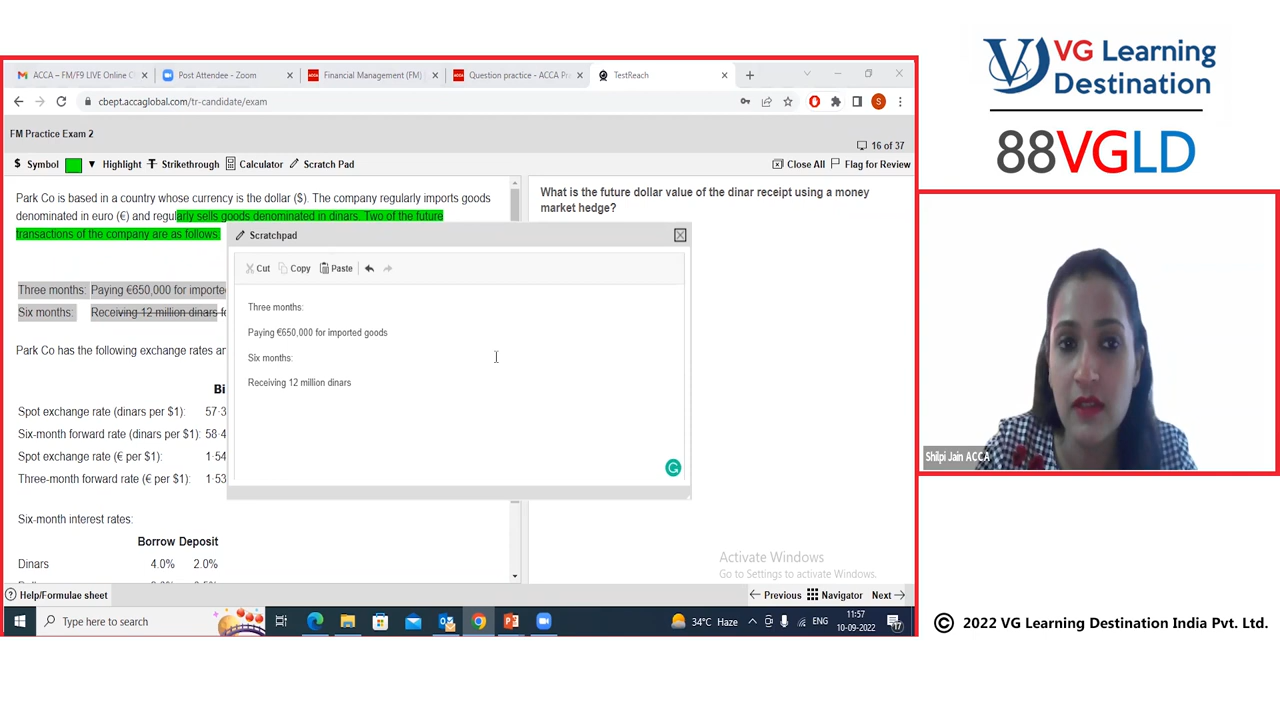 ACCA – FM/F9 LIVE Online C
Post Attendee - Zoom
Financial Management (FM)
Question practice - ACCA Pr
TestReach
cbept.accaglobal.com/tr-candidate/exam
S
FM Practice Exam 2
16 of 37
$ Symbol
Highlight
Strikethrough
Calculator
Scratch Pad
Close All
Flag for Review
Park Co is based in a country whose currency is the dollar ($). The company regularly imports goods
denominated in euro (€) and regularly sells goods denominated in dinars. Two of the future
transactions of the company are as follows:
Three months: Paying €650,000 for importe
Six months: Receiving 12 million dinars f
Park Co has the following exchange rates a
Bi
Spot exchange rate (dinars per $1): 57·3
Six-month forward rate (dinars per $1): 58·4
Spot exchange rate (€ per $1): 1·54
Three-month forward rate (€ per $1): 1·53
Six-month interest rates:
Borrow Deposit
Dinars 4.0% 2.0%
What is the future dollar value of the dinar receipt using a money
market hedge?
Scratchpad
Cut
Copy
Paste
Three months:
Paying €650,000 for imported goods
Six months:
Receiving 12 million dinars
Activate Windows
Go to Settings to activate Windows.
Help/Formulae sheet
Previous
Navigator
Next
Type here to search
34°C Haze
ENG
11:57
10-09-2022
17
VG Learning
Destination
88VGLD
Shilpi Jain ACCA
© 2022 VG Learning Destination India Pvt. Ltd.